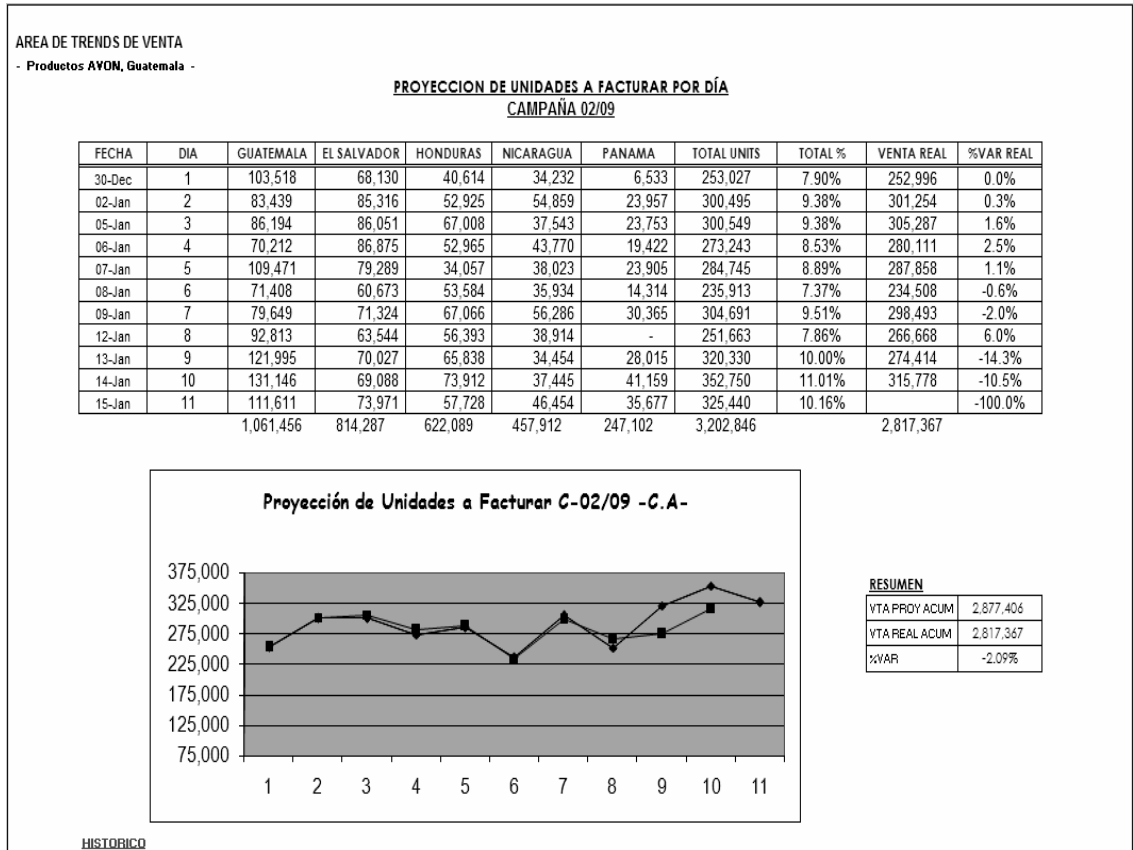 AREA DE TRENDS DE VENTA
- Productos AVON, Guatemala -
PROYECCION DE UNIDADES A FACTURAR POR DÍA
CAMPAÑA 02/09
FECHA DIA GUATEMALA EL SALVADOR HONDURAS NICARAGUA PANAMA TOTAL UNITS TOTAL % VENTA REAL %VAR REAL
30-Dec 1 103,518 68,130 40,614 34,232 6,533 253,027 7.90% 252,996 0.0%
02-Jan 2 83,439 85,316 52,925 54,859 23,957 300,495 9.38% 301,254 0.3%
05-Jan 3 86,194 86,051 67,008 37,543 23,753 300,549 9.38% 305,287 1.6%
06-Jan 4 70,212 86,875 52,965 43,770 19,422 273,243 8.53% 280,111 2.5%
07-Jan 5 109,471 79,289 34,057 38,023 23,905 284,745 8.89% 287,858 1.1%
08-Jan 6 71,408 60,673 53,584 35,934 14,314 235,913 7.37% 234,508 -0.6%
09-Jan 7 79,649 71,324 67,066 56,286 30,365 304,691 9.51% 298,493 -2.0%
12-Jan 8 92,813 63,544 56,393 38,914 - 251,663 7.86% 266,668 6.0%
13-Jan 9 121,995 70,027 65,838 34,454 28,015 320,330 10.00% 274,414 -14.3%
14-Jan 10 131,146 69,088 73,912 37,445 41,159 352,750 11.01% 315,778 -10.5%
15-Jan 11 111,611 73,971 57,728 46,454 35,677 325,440 10.16% -100.0%
1,061,456 814,287 622,089 457,912 247,102 3,202,846 2,817,367
Proyección de Unidades a Facturar C-02/09 -C.A-
375,000
325,000
275,000
225,000
175,000
125,000
75,000
1 2 3 4 5 6 7 8 9 10 11
RESUMEN
VTA PROY ACUM 2,877,406
VTA REAL ACUM 2,817,367
%VAR -2.09%
HISTORICO